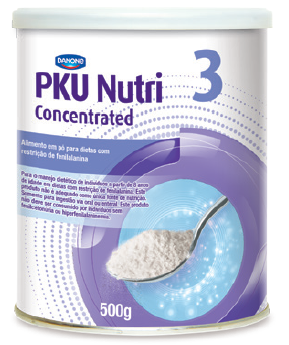 DANONE
PKU Nutri 3
Concentrated
Alimento em pó para dietas com
restrição de fenilalanina
Para o manejo dietético de indivíduos a partir de 8 anos
de idade em dietas com restrição de fenilalanina. Este
produto não é adequado como única fonte de nutrição.
Alimento para ingestão via oral ou enteral. Este produto
não deve ser consumido por indivíduos sem
fenilcetonúria ou hiperfenilalaninemia.
500g